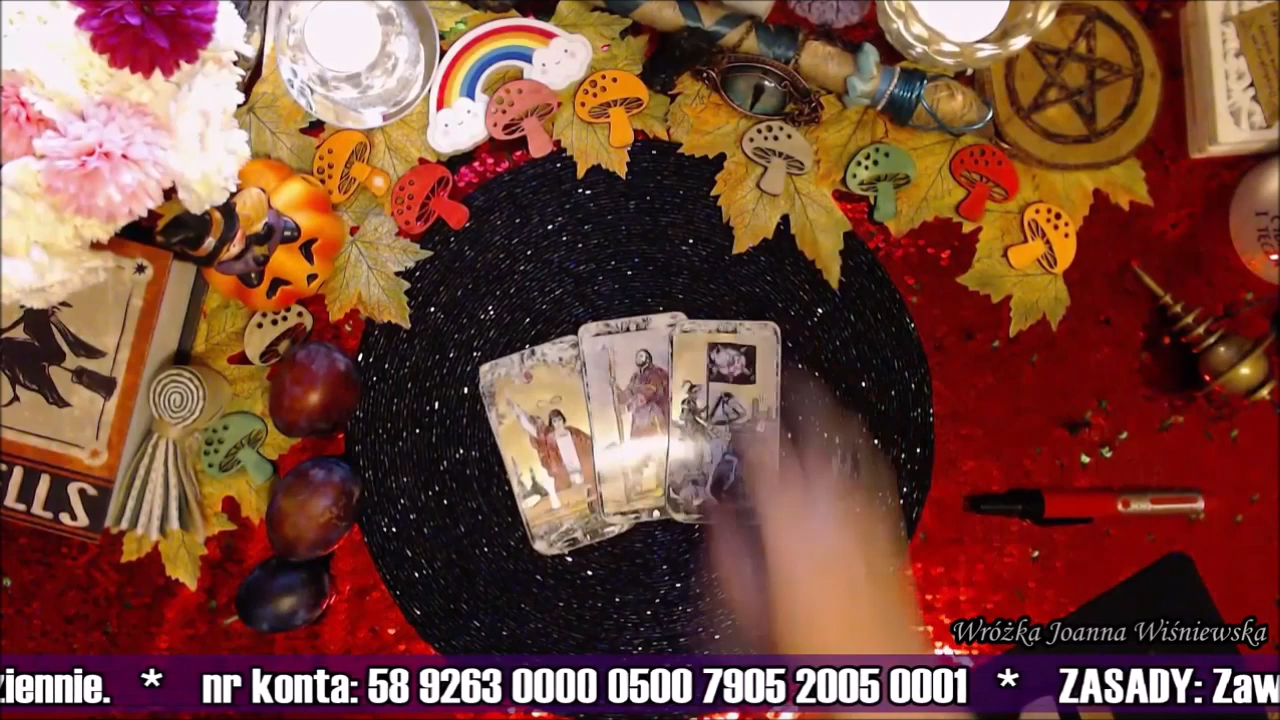 ELLS
Wróżka Joanna Wiśniewska
ziennie. * nr konta: 58 9263 0000 0500 7905 2005 0001 * ZASADY: Zaw